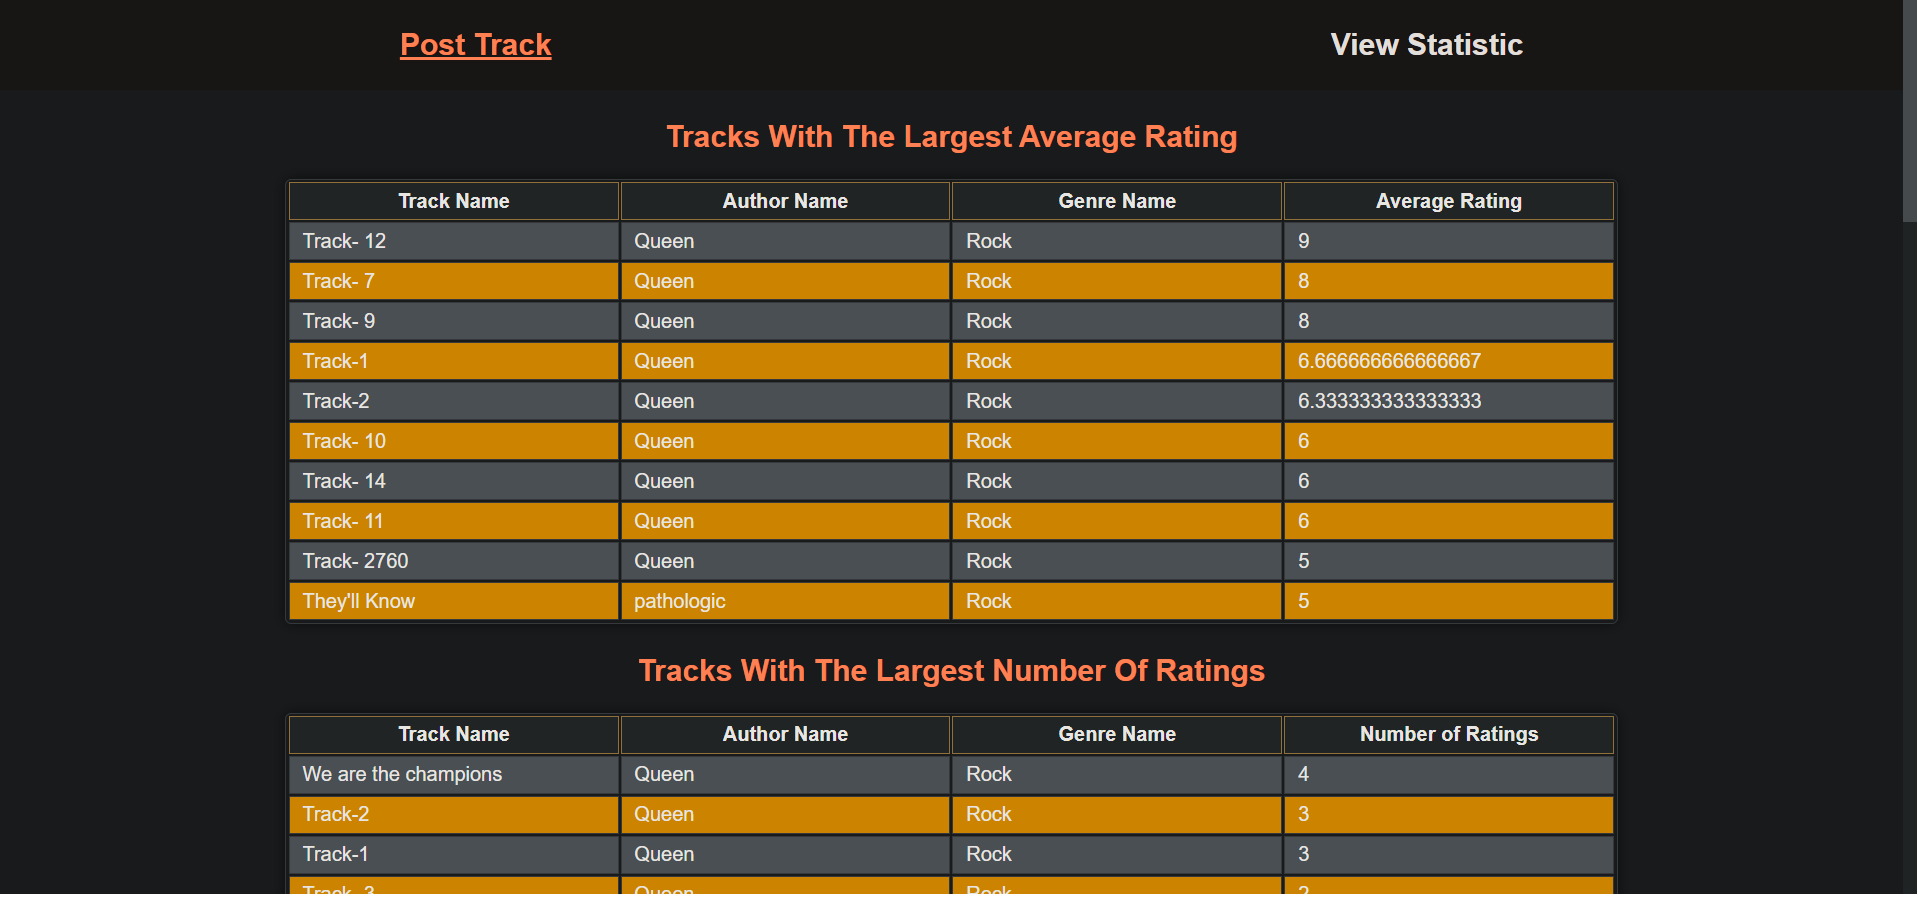 Post Track View Statistic
Tracks With The Largest Average Rating
Track Name Author Name Genre Name Average Rating
Track- 12 Queen Rock 9
Track- 7 Queen Rock 8
Track- 9 Queen Rock 8
Track-1 Queen Rock 6.666666666666667
Track-2 Queen Rock 6.333333333333333
Track- 10 Queen Rock 6
Track- 14 Queen Rock 6
Track- 11 Queen Rock 6
Track- 2760 Queen Rock 5
They'll Know pathologic Rock 5
Tracks With The Largest Number Of Ratings
Track Name Author Name Genre Name Number of Ratings
We are the champions Queen Rock 4
Track-2 Queen Rock 3
Track-1 Queen Rock 3
Track- 3 Queen Rock 2